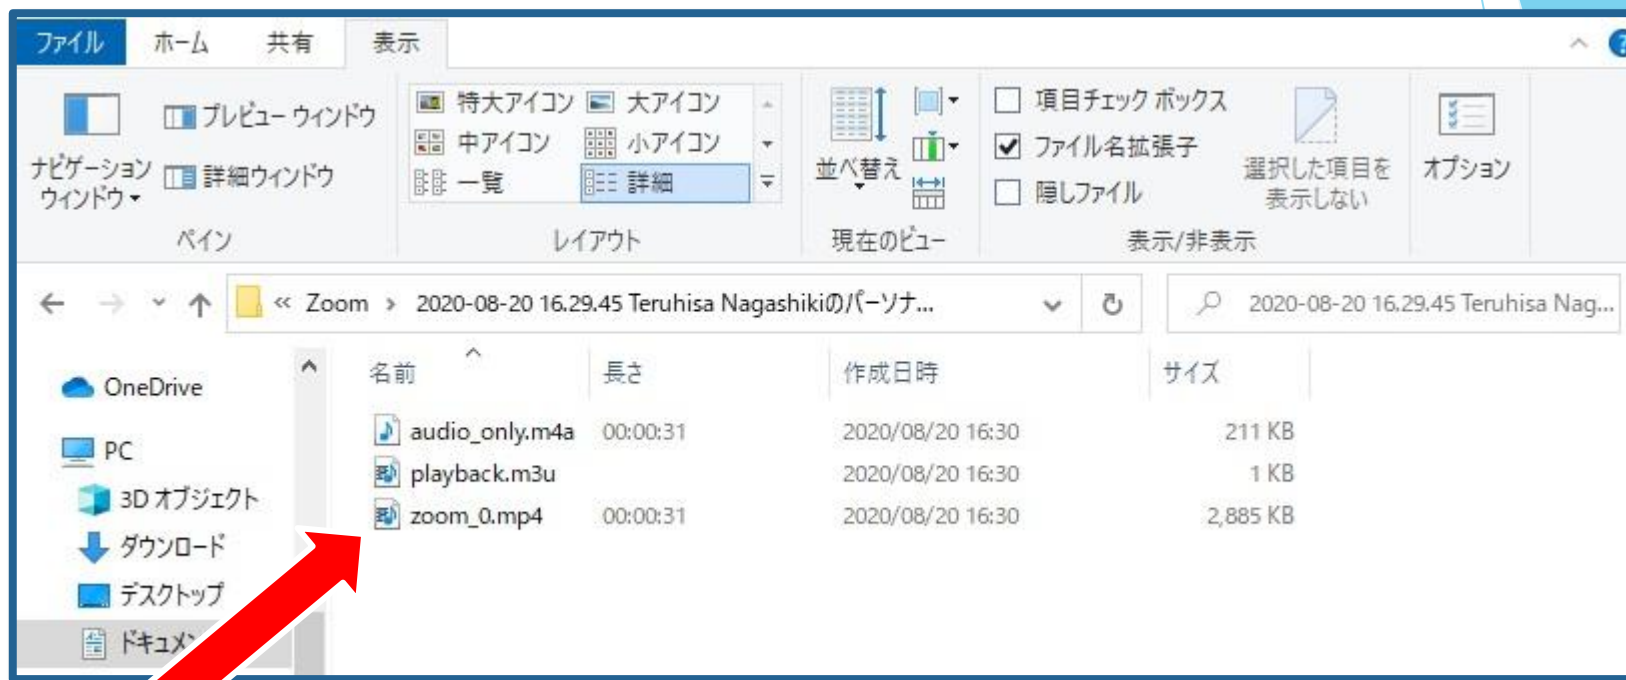 ファイル ホーム 共有 表示
プレビュー ウィンドウ
ナビゲーション
ウィンドウ
詳細ウィンドウ
ペイン
特大アイコン 大アイコン
中アイコン 小アイコン
一覧 詳細
レイアウト
並べ替え
現在のビュー
項目チェック ボックス
ファイル名拡張子
隠しファイル
選択した項目を
表示しない
表示/非表示
オプション
« Zoom › 2020-08-20 16.29.45 Teruhisa Nagashikiのパーソナ...
2020-08-20 16.29.45 Teruhisa Nag...
OneDrive
PC
3D オブジェクト
ダウンロード
デスクトップ
名前 長さ 作成日時 サイズ
audio_only.m4a 00:00:31 2020/08/20 16:30 211 KB
playback.m3u 2020/08/20 16:30 1 KB
zoom_0.mp4 00:00:31 2020/08/20 16:30 2,885 KB